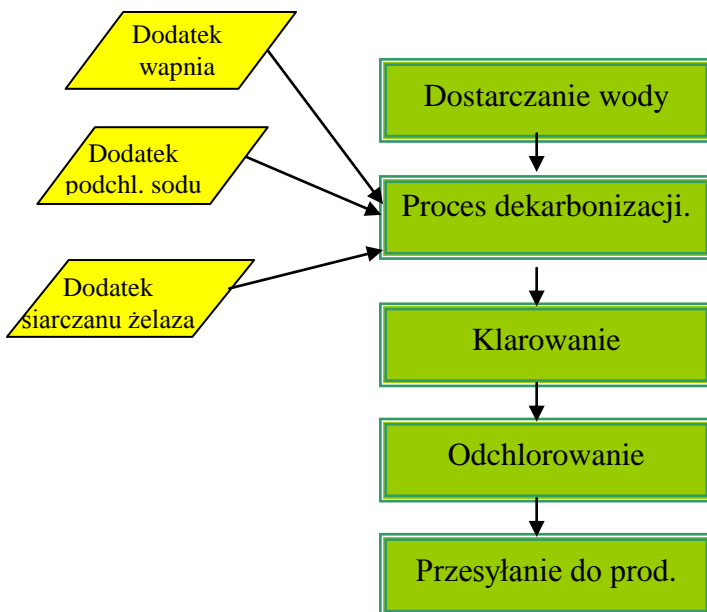 Dodatek
wapnia
Dostarczanie wody
Dodatek
podchl. sodu
Proces dekarbonizacji.
Dodatek
siarczanu żelaza
Klarowanie
Odchlorowanie
Przesyłanie do prod.